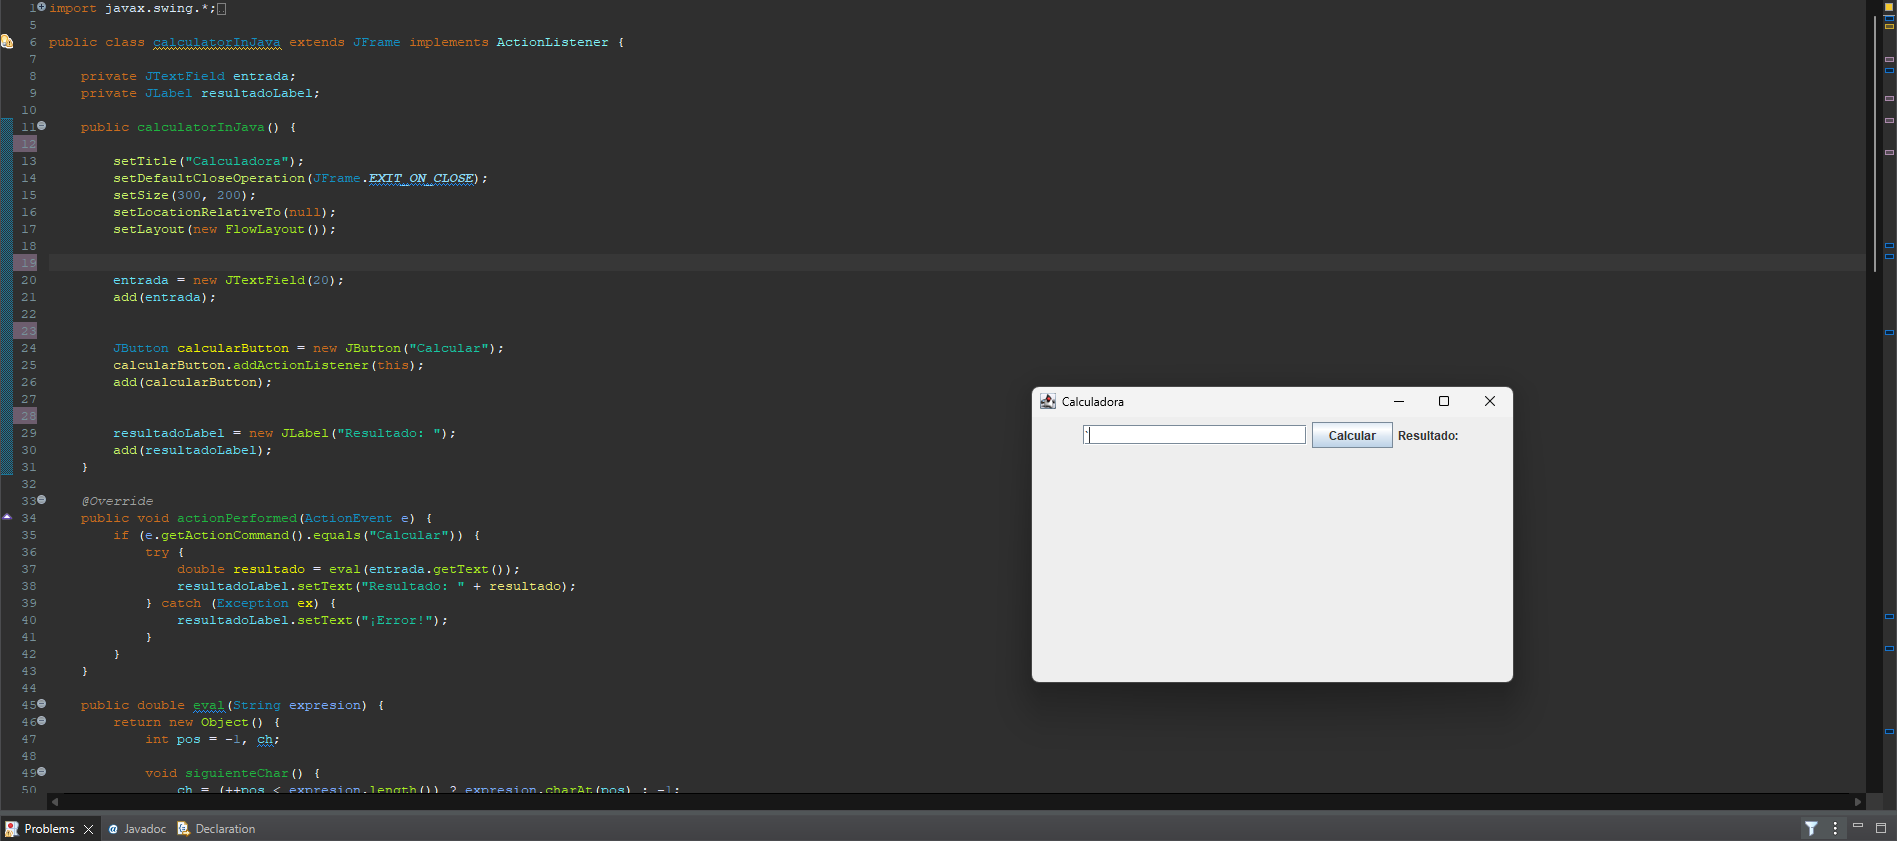 1 import javax.swing.*;
5
6 public class calculatorInJava extends JFrame implements ActionListener {
7
8 private JTextField entrada;
9 private JLabel resultadoLabel;
10
11 public calculatorInJava() {
12
13 setTitle("Calculadora");
14 setDefaultCloseOperation(JFrame.EXIT_ON_CLOSE);
15 setSize(300, 200);
16 setLocationRelativeTo(null);
17 setLayout(new FlowLayout());
18
19
20 entrada = new JTextField(20);
21 add(entrada);
22
23
24 JButton calcularButton = new JButton("Calcular");
25 calcularButton.addActionListener(this);
26 add(calcularButton);
27
28
29 resultadoLabel = new JLabel("Resultado: ");
30 add(resultadoLabel);
31 }
32
33 @Override
34 public void actionPerformed(ActionEvent e) {
35 if (e.getActionCommand().equals("Calcular")) {
36 try {
37 double resultado = eval(entrada.getText());
38 resultadoLabel.setText("Resultado: " + resultado);
39 } catch (Exception ex) {
40 resultadoLabel.setText("¡Error!");
41 }
42 }
43 }
44
45 public double eval(String expresion) {
46 return new Object() {
47 int pos = -1, ch;
48
49 void siguienteChar() {
50 ch = (++pos < expresion.length()) ? expresion.charAt(pos) : -1;
Calculadora
Calcular Resultado:
Problems @ Javadoc Declaration